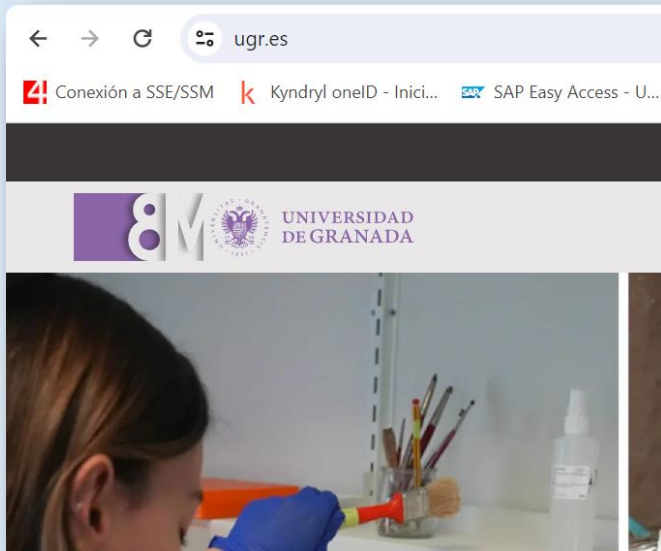 ugr.es
Conexión a SSE/SSM
Kyndryl oneID - Inici...
SAP Easy Access - U...
8M
UNIVERSIDAD
DE GRANADA